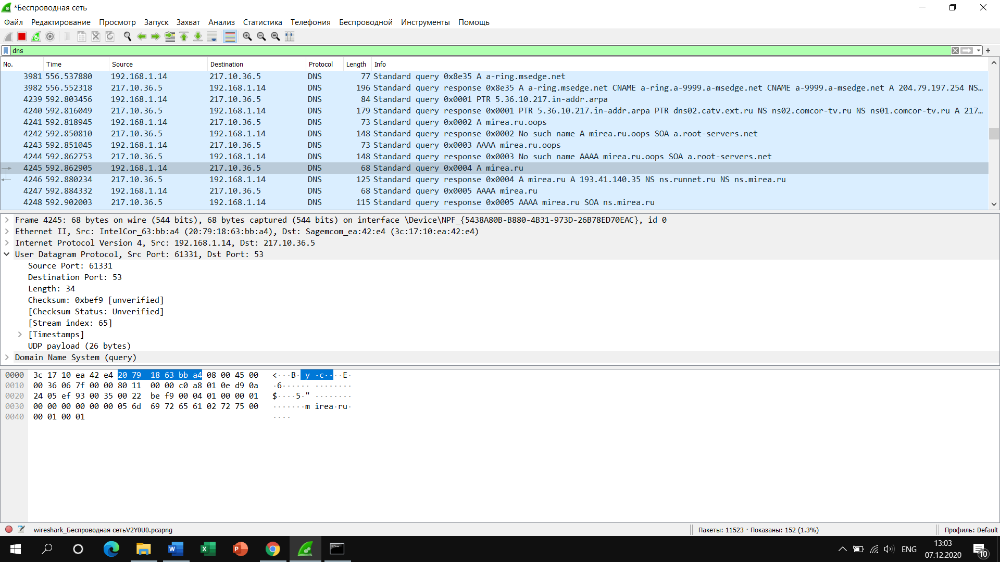 *Беспроводная сеть
Файл Редактирование Просмотр Запуск Захват Анализ Статистика Телефония Беспроводной Инструменты Помощь
dns
No. Time Source Destination Protocol Length Info
3981 556.537880 192.168.1.14 217.10.36.5 DNS 77 Standard query 0x8e35 A a-ring.msedge.net
3982 556.552318 217.10.36.5 192.168.1.14 DNS 196 Standard query response 0x8e35 A a-ring.msedge.net CNAME a-ring.a-9999.a-msedge.net CNAME a-9999.a-msedge.net A 204.79.197.254 NS…
4239 592.803456 192.168.1.14 217.10.36.5 DNS 84 Standard query 0x0001 PTR 5.36.10.217.in-addr.arpa
4240 592.816049 217.10.36.5 192.168.1.14 DNS 179 Standard query response 0x0001 PTR 5.36.10.217.in-addr.arpa PTR dns02.catv.ext.ru NS ns02.comcor-tv.ru NS ns01.comcor-tv.ru A 217…
4241 592.818945 192.168.1.14 217.10.36.5 DNS 73 Standard query 0x0002 A mirea.ru.oops
4242 592.850810 217.10.36.5 192.168.1.14 DNS 148 Standard query response 0x0002 No such name A mirea.ru.oops SOA a.root-servers.net
4243 592.851045 192.168.1.14 217.10.36.5 DNS 73 Standard query 0x0003 AAAA mirea.ru.oops
4244 592.862753 217.10.36.5 192.168.1.14 DNS 148 Standard query response 0x0003 No such name AAAA mirea.ru.oops SOA a.root-servers.net
4245 592.862905 192.168.1.14 217.10.36.5 DNS 68 Standard query 0x0004 A mirea.ru
4246 592.880234 217.10.36.5 192.168.1.14 DNS 125 Standard query response 0x0004 A mirea.ru A 193.41.140.35 NS ns.runnet.ru NS ns.mirea.ru
4247 592.884332 192.168.1.14 217.10.36.5 DNS 68 Standard query 0x0005 AAAA mirea.ru
4248 592.902003 217.10.36.5 192.168.1.14 DNS 115 Standard query response 0x0005 AAAA mirea.ru SOA ns.mirea.ru
Frame 4245: 68 bytes on wire (544 bits), 68 bytes captured (544 bits) on interface \Device\NPF_{5438A80B-B880-4B31-973D-26B78ED70EAC}, id 0
Ethernet II, Src: IntelCor_63:bb:a4 (20:79:18:63:bb:a4), Dst: Sagemcom_ea:42:e4 (3c:17:10:ea:42:e4)
Internet Protocol Version 4, Src: 192.168.1.14, Dst: 217.10.36.5
User Datagram Protocol, Src Port: 61331, Dst Port: 53
Source Port: 61331
Destination Port: 53
Length: 34
Checksum: 0xbef9 [unverified]
[Checksum Status: Unverified]
[Stream index: 65]
[Timestamps]
UDP payload (26 bytes)
Domain Name System (query)
0000 3c 17 10 ea 42 e4 20 79 18 63 bb a4 08 00 45 00 <···B· y ·c····E·
0010 00 36 06 7f 00 00 80 11 00 00 c0 a8 01 0e d9 0a ·6······ ········
0020 24 05 ef 93 00 35 00 22 be f9 00 04 01 00 00 01 $····5·" ········
0030 00 00 00 00 00 00 05 6d 69 72 65 61 02 72 75 00 ·······m irea·ru·
0040 00 01 00 01 ····
wireshark_Беспроводная сетьV2Y0U0.pcapng Пакеты: 11523 · Показаны: 152 (1.3%) Профиль: Default
ENG
13:03
07.12.2020
10